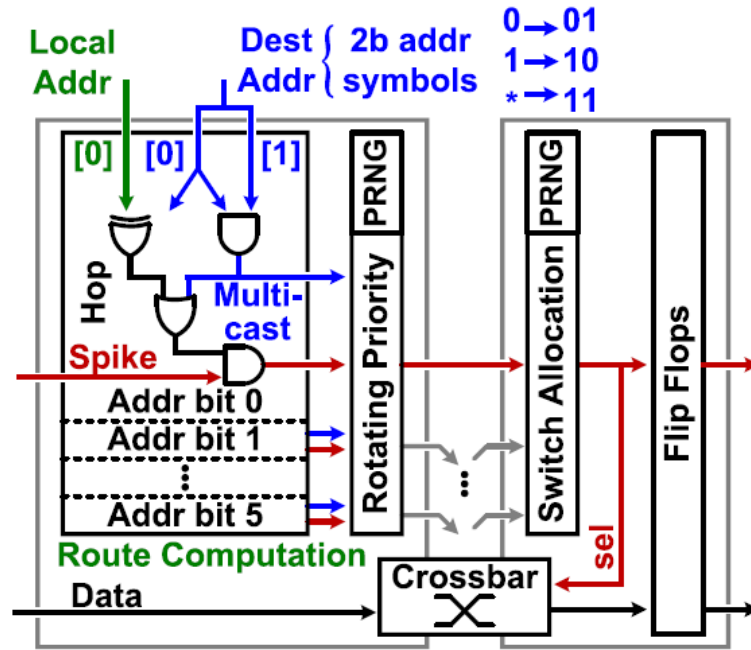 Local
Addr
Dest { 2b addr
Addr { symbols
0→01
1→10
*→11
[0]
[0]
[1]
PRNG
PRNG
Hop
Multi-
cast
Spike
Rotating Priority
Switch Allocation
Flip Flops
Addr bit 0
Addr bit 1
⋮
...
Addr bit 5
Route Computation
sel
Data
Crossbar